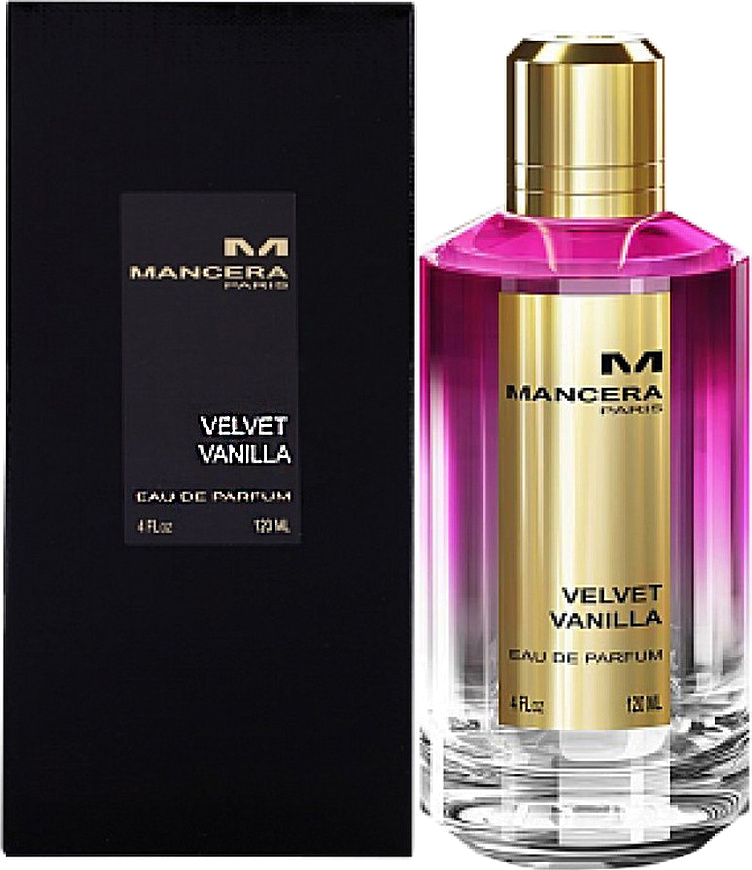 M
MANCERA
PARIS
VELVET
VANILLA
EAU DE PARFUM
4 FL.oz 120 ML
M
MANCERA
PARIS
VELVET
VANILLA
EAU DE PARFUM
4 FL.oz 120 ML